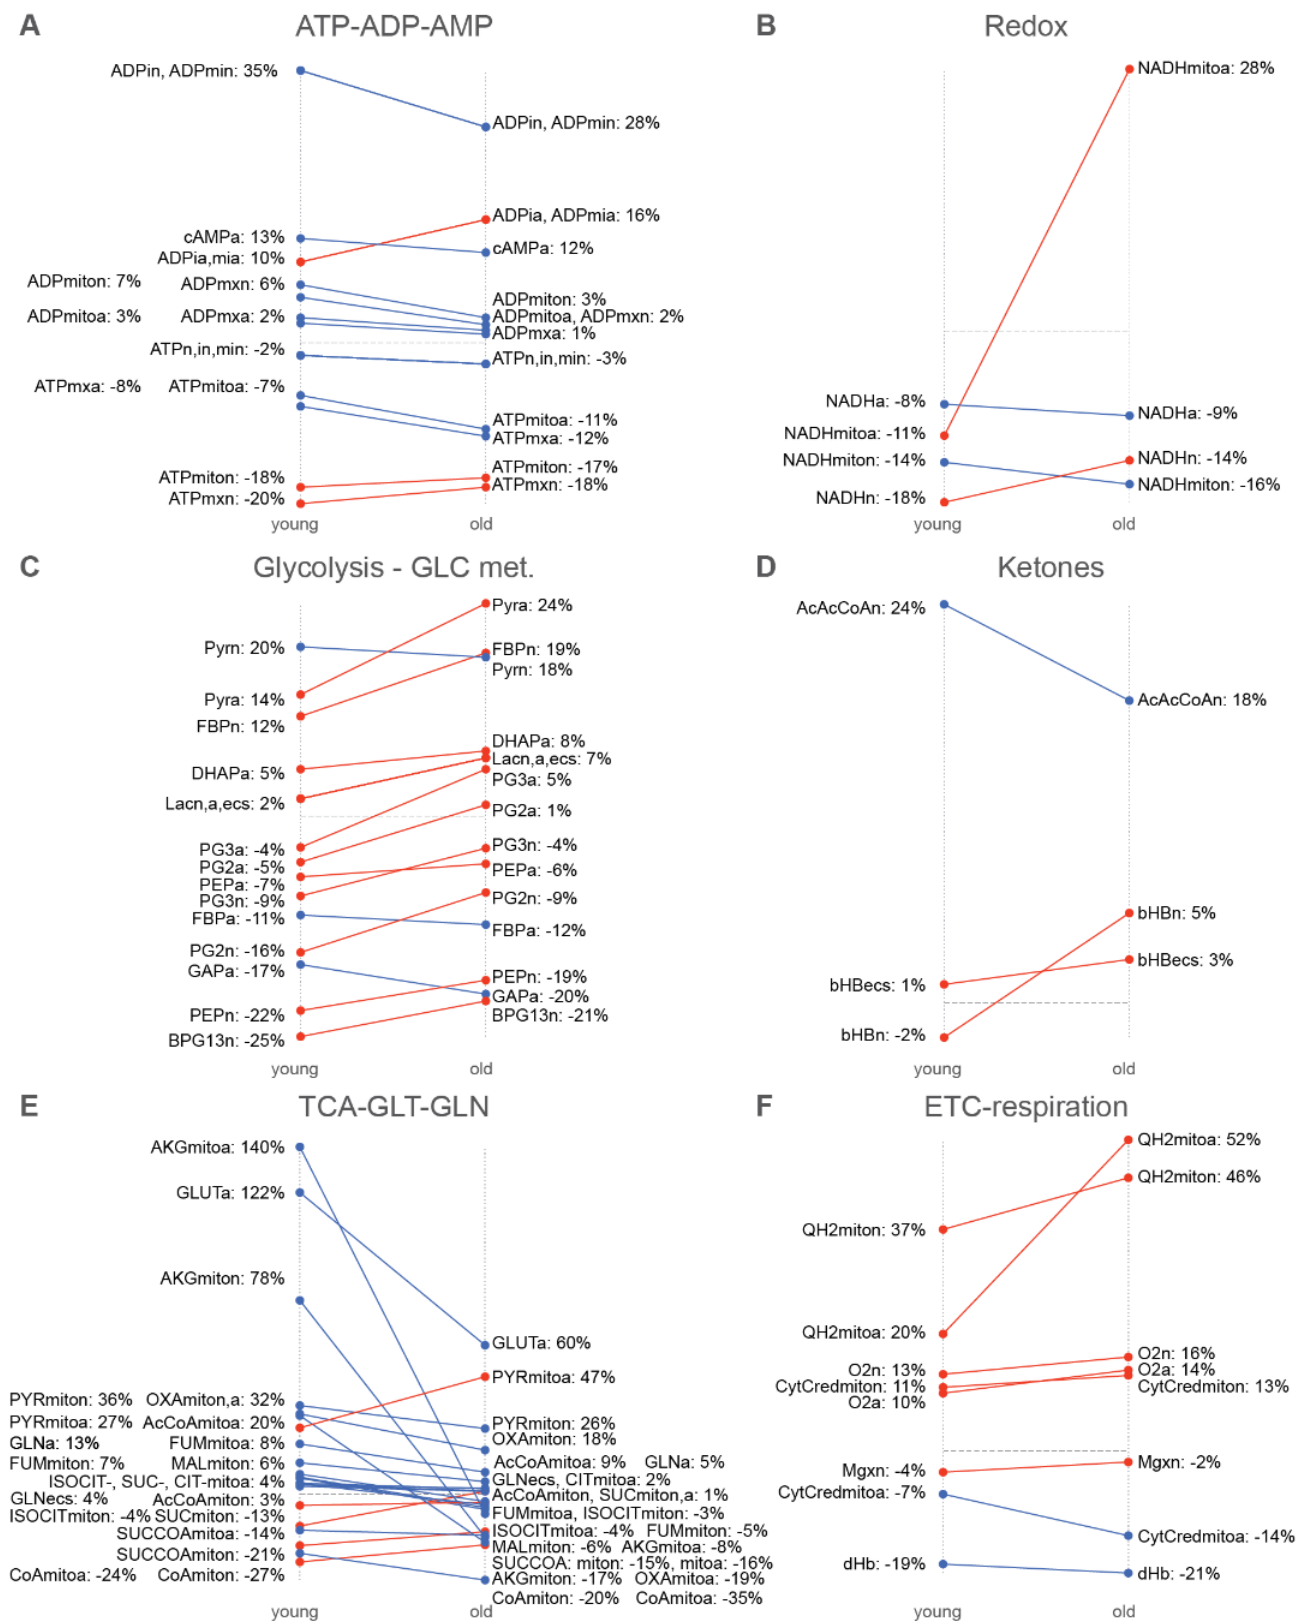 A ATP-ADP-AMP
ADPin, ADPmin: 35%
ADPin, ADPmin: 28%
ADPia, ADPmia: 16%
cAMPa: 13%
cAMPa: 12%
ADPia,mia: 10%
ADPmiton: 7% ADPmxn: 6%
ADPmiton: 3%
ADPmitoa: 3% ADPmxa: 2%
ADPmitoa, ADPmxn: 2%
ADPmxa: 1%
ATPn,in,min: -2%
ATPn,in,min: -3%
ATPmxa: -8% ATPmitoa: -7%
ATPmitoa: -11%
ATPmxa: -12%
ATPmiton: -18%
ATPmiton: -17%
ATPmxn: -20%
ATPmxn: -18%
young old
B Redox
NADHmitoa: 28%
NADHa: -8%
NADHa: -9%
NADHmitoa: -11%
NADHmiton: -14%
NADHn: -14%
NADHmiton: -16%
NADHn: -18%
young old
C Glycolysis - GLC met.
Pyra: 24%
Pyrn: 20%
FBPn: 19%
Pyrn: 18%
Pyra: 14%
FBPn: 12%
DHAPa: 8%
Lacn,a,ecs: 7%
DHAPa: 5%
PG3a: 5%
Lacn,a,ecs: 2%
PG2a: 1%
PG3a: -4%
PG3n: -4%
PG2a: -5%
PEPa: -6%
PEPa: -7%
PG3n: -9%
PG2n: -9%
FBPa: -11%
FBPa: -12%
PG2n: -16%
GAPa: -17%
PEPn: -19%
GAPa: -20%
PEPn: -22%
BPG13n: -21%
BPG13n: -25%
young old
D Ketones
AcAcCoAn: 24%
AcAcCoAn: 18%
bHBn: 5%
bHBecs: 3%
bHBecs: 1%
bHBn: -2%
young old
E TCA-GLT-GLN
AKGmitoa: 140%
GLUTa: 122%
AKGmiton: 78%
GLUTa: 60%
PYRmitoa: 47%
PYRmiton: 36% OXAmiton,a: 32%
PYRmitoa: 27% AcCoAmitoa: 20%
GLNa: 13% FUMmitoa: 8%
FUMmiton: 7% MALmiton: 6%
ISOCIT-, SUC-, CIT-mitoa: 4%
GLNecs: 4% AcCoAmiton: 3%
ISOCITmiton: -4% SUCmiton: -13%
SUCCOAmitoa: -14%
SUCCOAmiton: -21%
CoAmitoa: -24% CoAmiton: -27%
PYRmiton: 26%
OXAmiton: 18%
AcCoAmitoa: 9% GLNa: 5%
GLNecs, CITmitoa: 2%
AcCoAmiton, SUCmiton,a: 1%
FUMmitoa, ISOCITmiton: -3%
ISOCITmitoa: -4% FUMmiton: -5%
MALmiton: -6% AKGmitoa: -8%
SUCCOA: miton: -15%, mitoa: -16%
AKGmiton: -17% OXAmitoa: -19%
CoAmiton: -20% CoAmitoa: -35%
young old
F ETC-respiration
QH2mitoa: 52%
QH2miton: 46%
QH2miton: 37%
QH2mitoa: 20%
O2n: 16%
O2n: 13%
O2a: 14%
CytCredmiton: 11%
CytCredmiton: 13%
O2a: 10%
Mgxn: -4%
Mgxn: -2%
CytCredmitoa: -7%
CytCredmitoa: -14%
dHb: -19%
dHb: -21%
young old